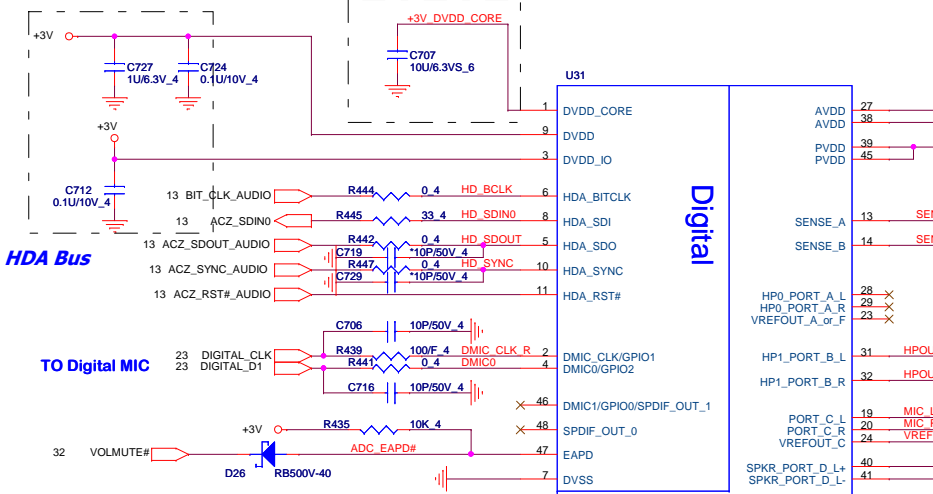 +3V
+3V_DVDD_CORE
C727
1U/6.3V_4
C724
0.1U/10V_4
C707
10U/6.3VS_6
U31
+3V
C712
0.1U/10V_4
1 DVDD_CORE
9 DVDD
3 DVDD_IO
AVDD 27
AVDD 38
PVDD 39
PVDD 45
13 BIT_CLK_AUDIO R444 0_4 HD_BCLK 6 HDA_BITCLK
13 ACZ_SDIN0 R445 33_4 HD_SDIN0 8 HDA_SDI
SENSE_A 13 SEN
13 ACZ_SDOUT_AUDIO R442 0_4 HD_SDOUT 5 HDA_SDO
SENSE_B 14 SEN
C719 *10P/50V_4
HDA Bus
13 ACZ_SYNC_AUDIO R447 0_4 HD_SYNC 10 HDA_SYNC
C729 *10P/50V_4
13 ACZ_RST#_AUDIO 11 HDA_RST#
Digital
HP0_PORT_A_L 28
HP0_PORT_A_R 29
VREFOUT_A_or_F 23
C706 10P/50V_4
TO Digital MIC
23 DIGITAL_CLK R439 100/F_4 DMIC_CLK_R 2 DMIC_CLK/GPIO1
23 DIGITAL_D1 R441 0_4 DMIC0 4 DMIC0/GPIO2
HP1_PORT_B_L 31 HPOU
HP1_PORT_B_R 32 HPOU
C716 10P/50V_4
46 DMIC1/GPIO0/SPDIF_OUT_1
48 SPDIF_OUT_0
PORT_C_L 19 MIC_L
PORT_C_R 20 MIC_R
VREFOUT_C 24 VREF
+3V R435 10K_4
32 VOLMUTE# ADC_EAPD# 47 EAPD
D26 RB500V-40
7 DVSS
SPKR_PORT_D_L+ 40
SPKR_PORT_D_L- 41